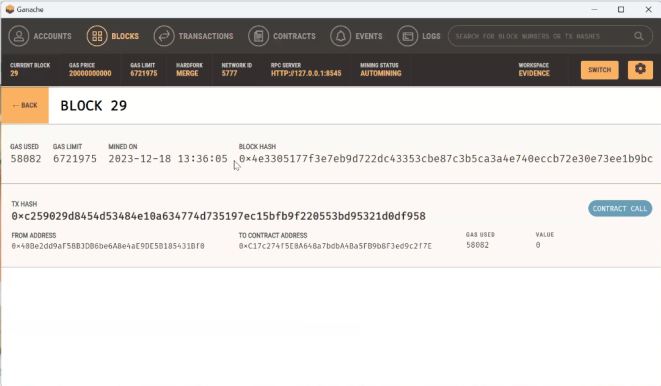 Ganache
ACCOUNTS BLOCKS TRANSACTIONS CONTRACTS EVENTS LOGS SEARCH FOR BLOCK NUMBERS OR TX HASHES
CURRENT BLOCK GAS PRICE GAS LIMIT HARDFORK NETWORK ID RPC SERVER MINING STATUS WORKSPACE
29 20000000000 6721975 MERGE 5777 HTTP://127.0.0.1:8545 AUTOMINING EVIDENCE SWITCH
← BACK BLOCK 29
GAS USED GAS LIMIT MINED ON BLOCK HASH
58082 6721975 2023-12-18 13:36:05 0×4e3305177f3e7eb9d722dc43353cbe87c3b5ca3a4e740eccb72e30e73ee1b9bc
TX HASH
0×c259029d8454d53484e10a634774d735197ec15bfb9f220553bd95321d0df958 CONTRACT CALL
FROM ADDRESS TO CONTRACT ADDRESS GAS USED VALUE
58082 0